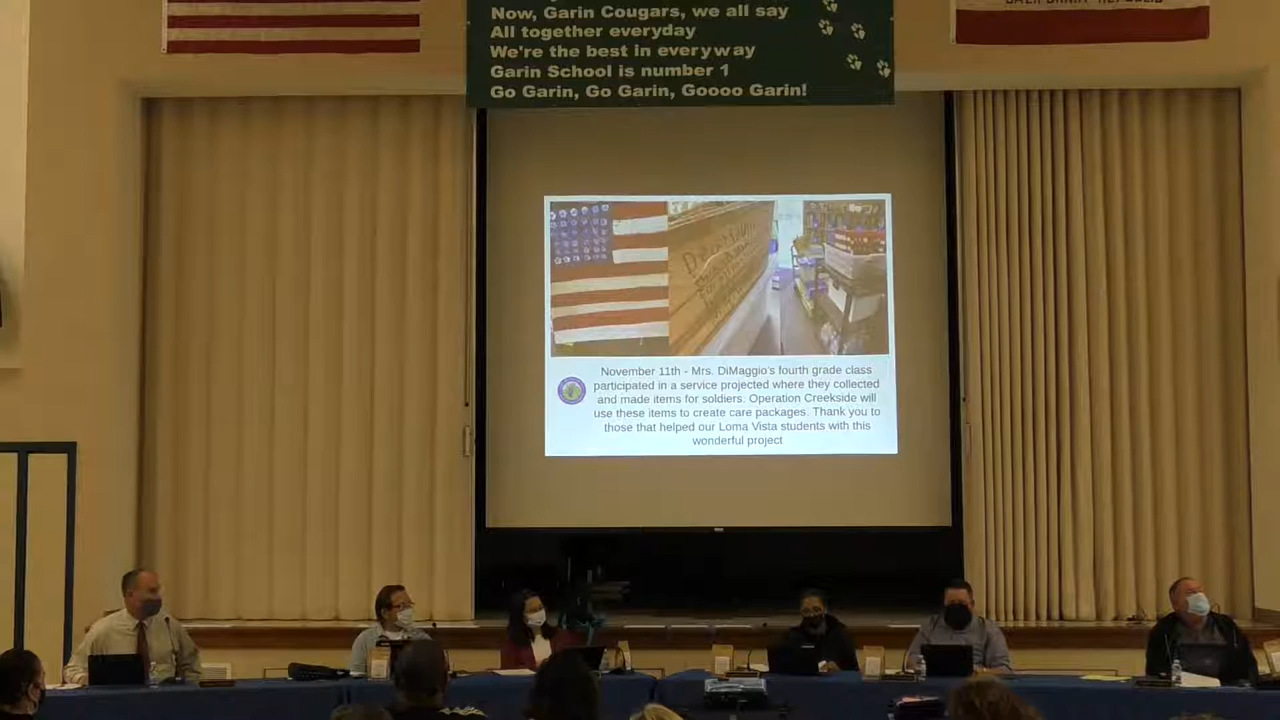 Now, Garin Cougars, we all say
All together everyday
We're the best in everyway
Garin School is number 1
Go Garin, Go Garin, Goooo Garin!
CALIFORNIA REPUBLIC
November 11th - Mrs. DiMaggio's fourth grade class
participated in a service projected where they collected
and made items for soldiers. Operation Creekside will
use these items to create care packages. Thank you to
those that helped our Loma Vista students with this
wonderful project